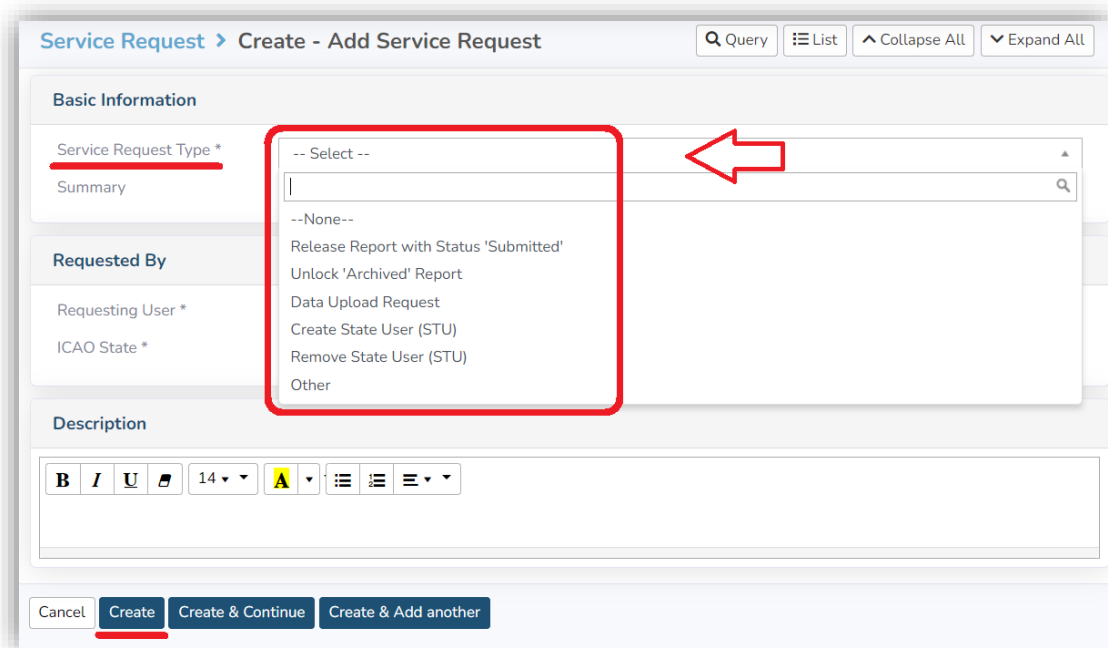 Service Request > Create - Add Service Request
Query
List
Collapse All
Expand All
Basic Information
Service Request Type *
-- Select --
Summary
--None--
Release Report with Status 'Submitted'
Unlock 'Archived' Report
Data Upload Request
Create State User (STU)
Remove State User (STU)
Other
Requested By
Requesting User *
ICAO State *
Description
B I U 14 A
Cancel
Create
Create & Continue
Create & Add another